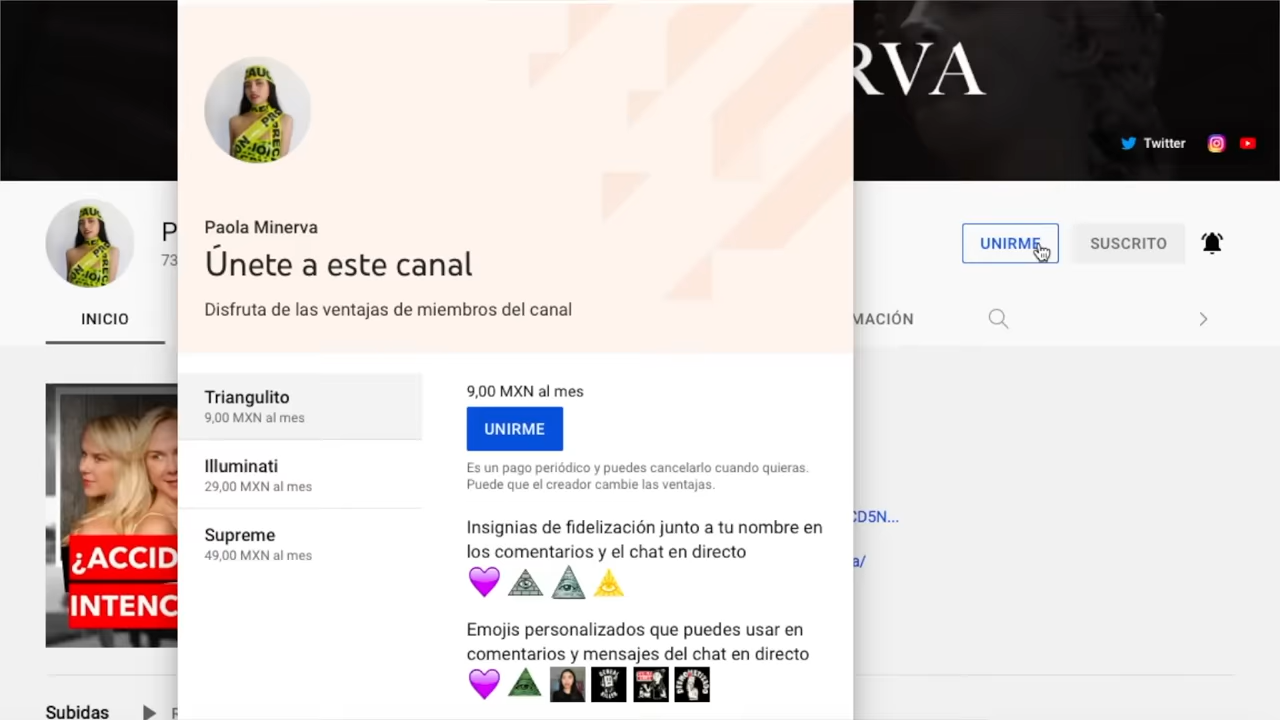 RVA
Twitter
Paola Minerva
Únete a este canal
Disfruta de las ventajas de miembros del canal
P
73
UNIRME
SUSCRITO
INICIO
MACIÓN
Triangulito
9,00 MXN al mes
Illuminati
29,00 MXN al mes
Supreme
49,00 MXN al mes
9,00 MXN al mes
UNIRME
Es un pago periódico y puedes cancelarlo cuando quieras.
Puede que el creador cambie las ventajas.
Insignias de fidelización junto a tu nombre en
los comentarios y el chat en directo
Emojis personalizados que puedes usar en
comentarios y mensajes del chat en directo
CD5N...
a/
¿ACCID
INTENC
Subidas
R